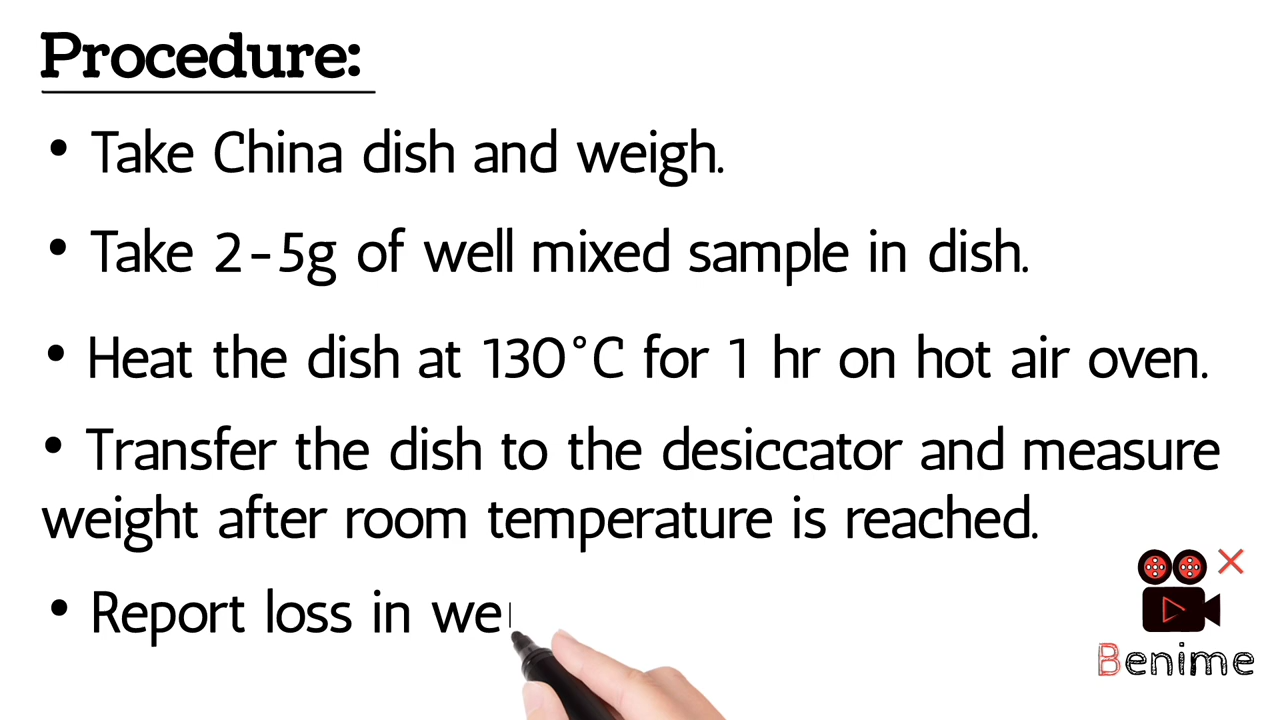 Procedure:
• Take China dish and weigh.
• Take 2-5g of well mixed sample in dish.
• Heat the dish at 130°C for 1 hr on hot air oven.
• Transfer the dish to the desiccator and measure
weight after room temperature is reached.
• Report loss in we
Benime